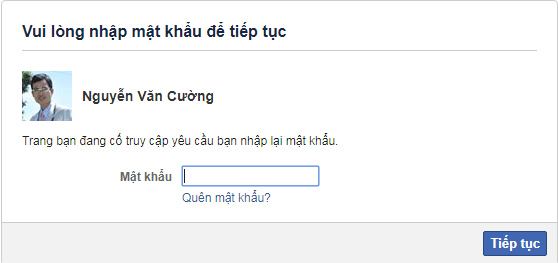 Vui lòng nhập mật khẩu để tiếp tục
Nguyễn Văn Cường
Trang bạn đang cố truy cập yêu cầu bạn nhập lại mật khẩu.
Mật khẩu
Quên mật khẩu?
Tiếp tục